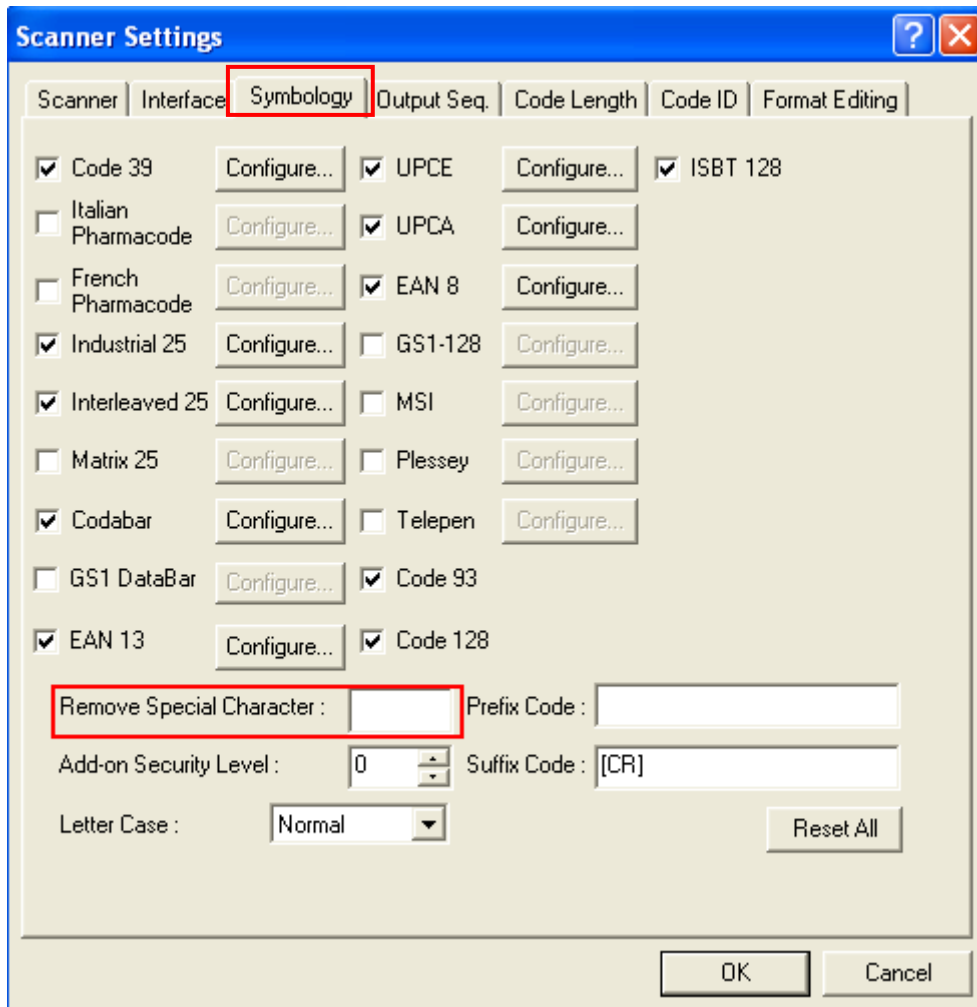 Scanner Settings
Scanner Interface Symbology Output Seq. Code Length Code ID Format Editing
Code 39 Configure... UPCE Configure... ISBT 128
Italian
Pharmacode Configure... UPCA Configure...
French
Pharmacode Configure... EAN 8 Configure...
Industrial 25 Configure... GS1-128 Configure...
Interleaved 25 Configure... MSI Configure...
Matrix 25 Configure... Plessey Configure...
Codabar Configure... Telepen Configure...
GS1 DataBar Configure... Code 93
EAN 13 Configure... Code 128
Remove Special Character : Prefix Code :
Add-on Security Level : 0 Suffix Code : [CR]
Letter Case : Normal Reset All
OK Cancel